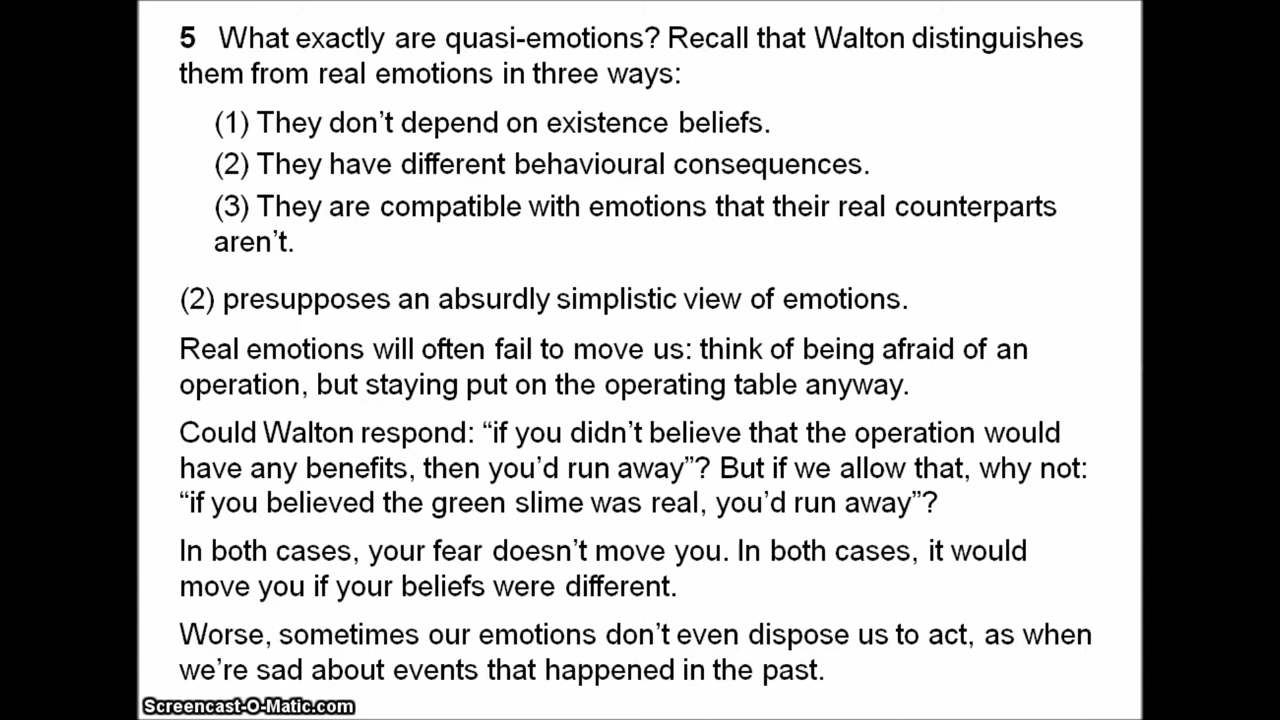 5 What exactly are quasi-emotions? Recall that Walton distinguishes
them from real emotions in three ways:
(1) They don't depend on existence beliefs.
(2) They have different behavioural consequences.
(3) They are compatible with emotions that their real counterparts
aren't.
(2) presupposes an absurdly simplistic view of emotions.
Real emotions will often fail to move us: think of being afraid of an
operation, but staying put on the operating table anyway.
Could Walton respond: “if you didn't believe that the operation would
have any benefits, then you'd run away”? But if we allow that, why not:
“if you believed the green slime was real, you'd run away”?
In both cases, your fear doesn't move you. In both cases, it would
move you if your beliefs were different.
Worse, sometimes our emotions don't even dispose us to act, as when
we're sad about events that happened in the past.
Screencast-O-Matic.com